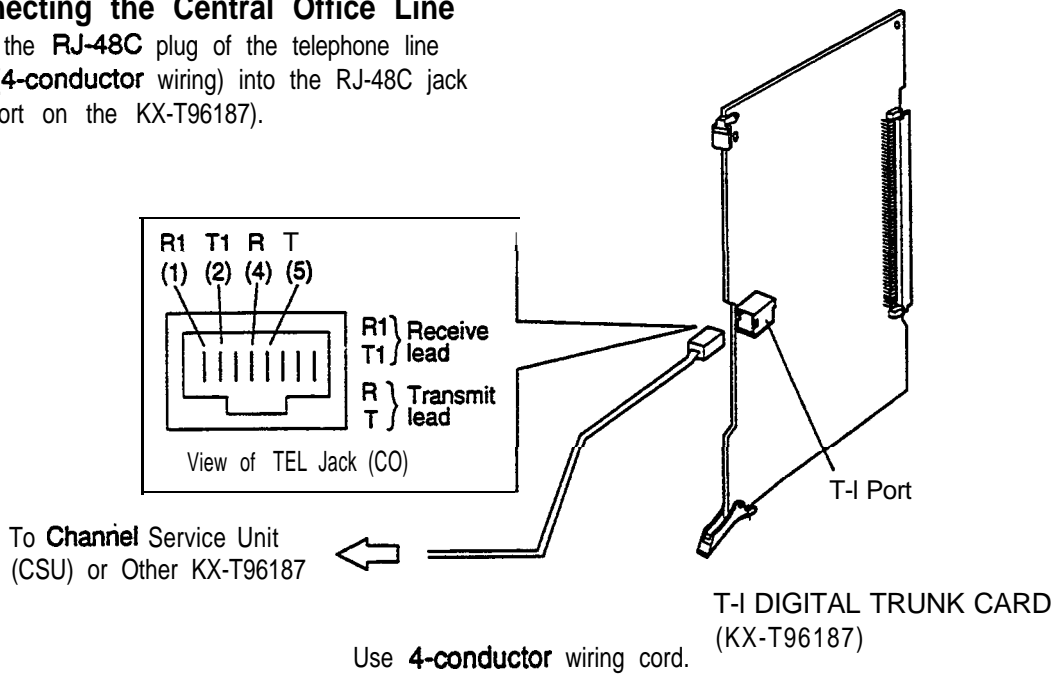 necting the Central Office Line
the RJ-48C plug of the telephone line
4-conductor wiring) into the RJ-48C jack
ort on the KX-T96187).
R1 T1 R T
(1) (2) (4) (5)
R1 } Receive
T1 } lead
R } Transmit
T } lead
View of TEL Jack (CO)
T-I Port
To Channel Service Unit
(CSU) or Other KX-T96187
T-I DIGITAL TRUNK CARD
(KX-T96187)
Use 4-conductor wiring cord.